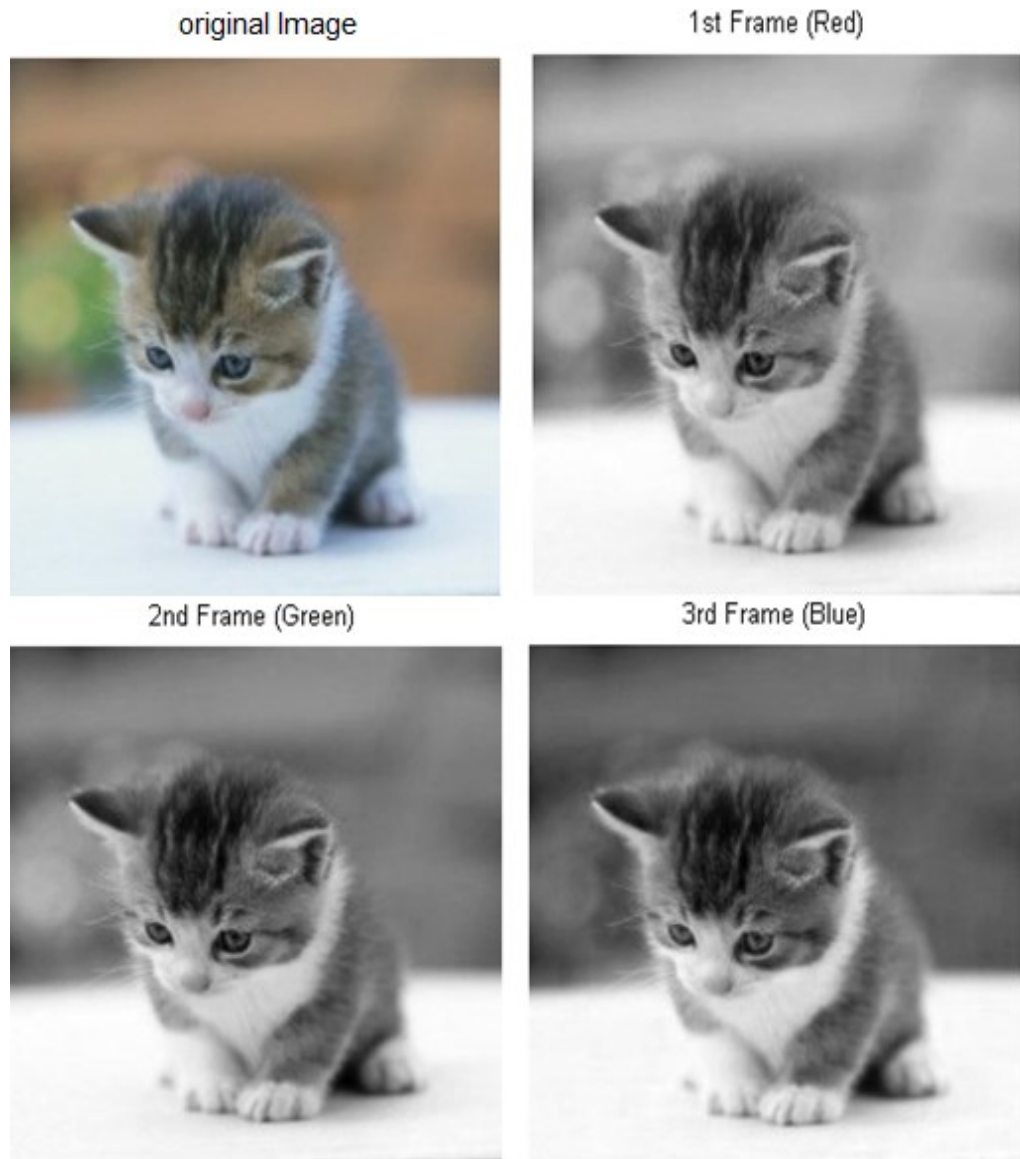 original Image
1st Frame (Red)
2nd Frame (Green)
3rd Frame (Blue)